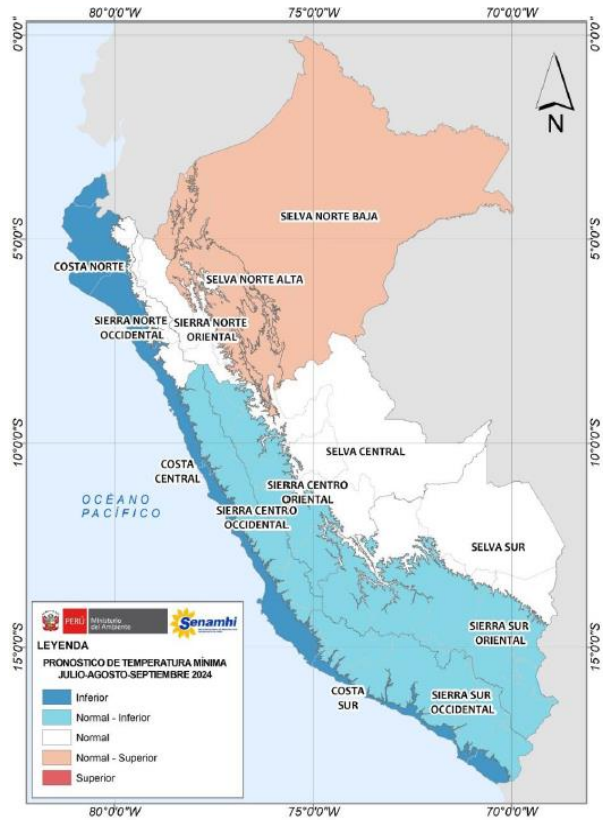 80°0'0"W
75°0'0"W
70°0'0"W
0°0'0"
0°0'0"
N
SELVA NORTE BAJA
5°0'0"S
5°0'0"S
COSTA NORTE
SELVA NORTE ALTA
SIERRA NORTE
OCCIDENTAL
SIERRA NORTE
ORIENTAL
10°0'0"S
10°0'0"S
SELVA CENTRAL
COSTA
CENTRAL
SIERRA CENTRO
ORIENTAL
OCÉANO
PACÍFICO
SIERRA CENTRO
OCCIDENTAL
SELVA SUR
SIERRA SUR
ORIENTAL
15°0'0"S
15°0'0"S
COSTA
SUR
SIERRA SUR
OCCIDENTAL
PERÚ
Ministerio
del Ambiente
Senamhi
LEYENDA
PRONOSTICO DE TEMPERATURA MÍNIMA
JULIO-AGOSTO-SEPTIEMBRE 2024
Inferior
Normal - Inferior
Normal
Normal - Superior
Superior
80°0'0"W
75°0'0"W
70°0'0"W